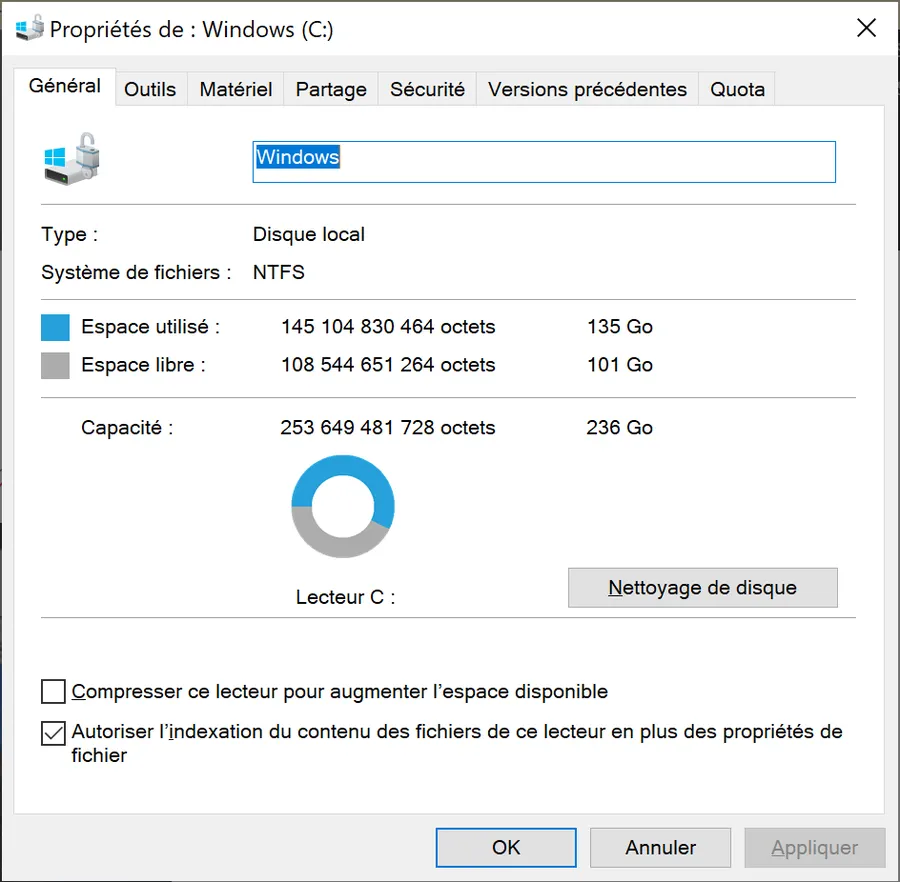 Propriétés de : Windows (C:)
Général Outils Matériel Partage Sécurité Versions précédentes Quota
Windows
Type : Disque local
Système de fichiers : NTFS
Espace utilisé : 145 104 830 464 octets 135 Go
Espace libre : 108 544 651 264 octets 101 Go
Capacité : 253 649 481 728 octets 236 Go
Lecteur C :
Nettoyage de disque
Compresser ce lecteur pour augmenter l’espace disponible
Autoriser l’indexation du contenu des fichiers de ce lecteur en plus des propriétés de
fichier
OK Annuler Appliquer